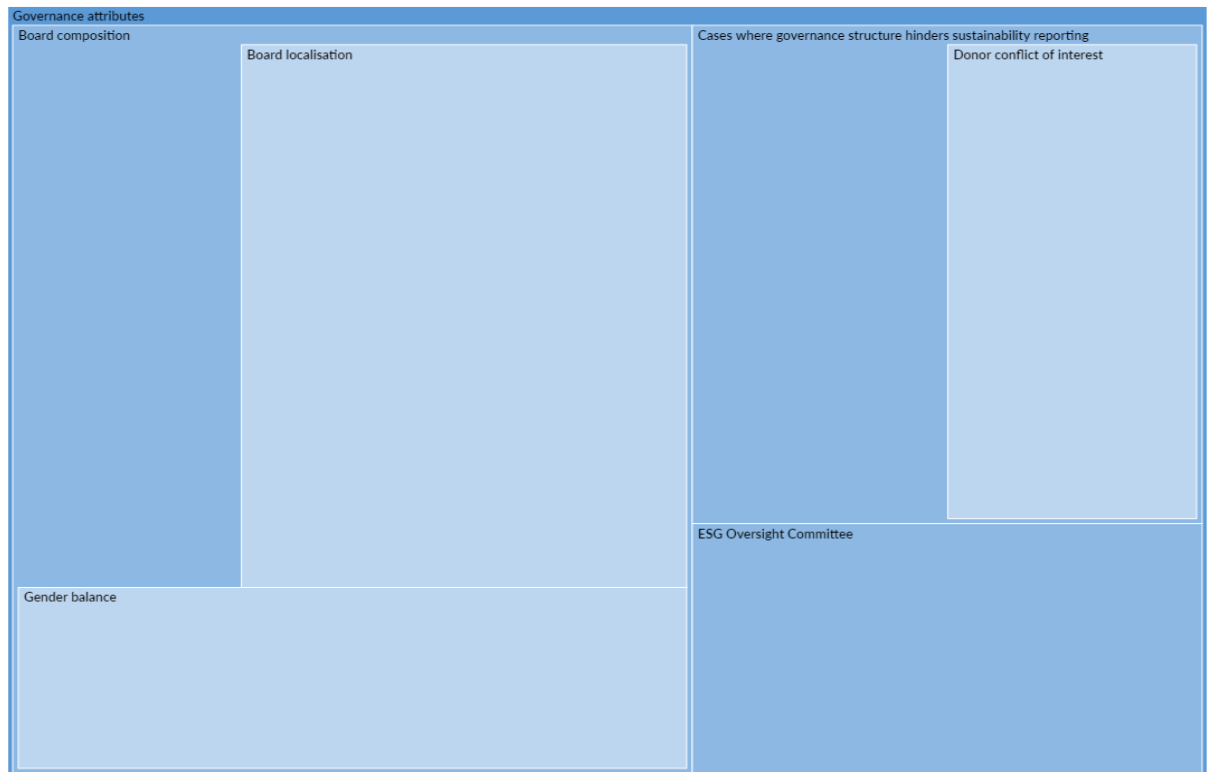 Governance attributes
Board composition
Board localisation
Gender balance
Cases where governance structure hinders sustainability reporting
Donor conflict of interest
ESG Oversight Committee